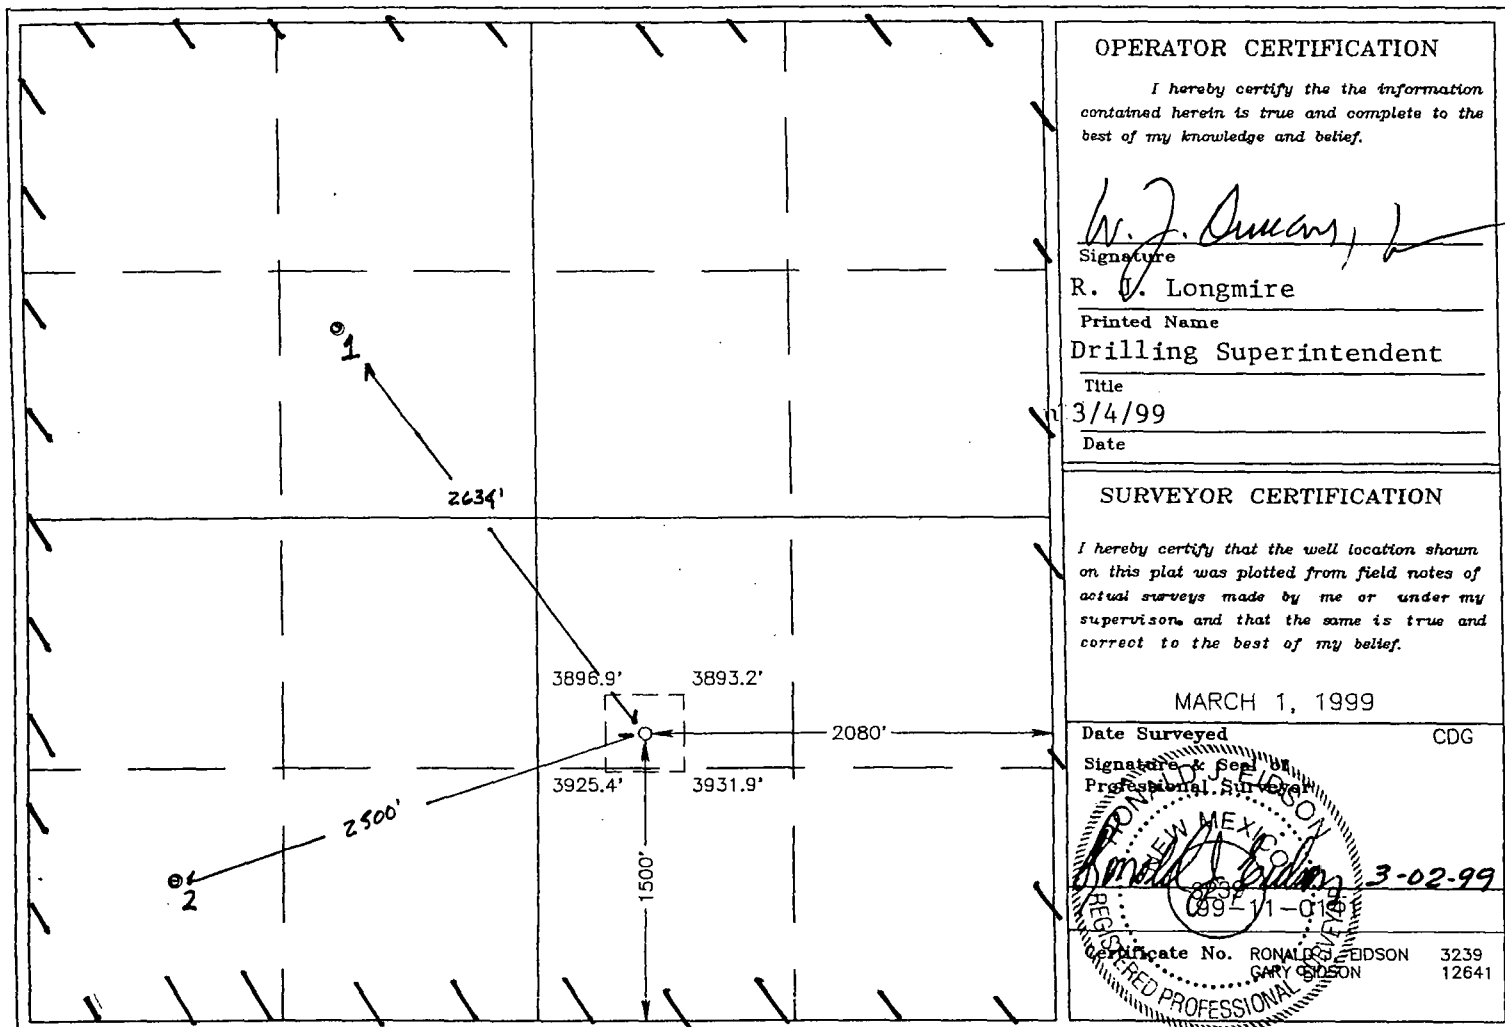 1
2634'
3896.9' 3893.2'
2080'
3925.4' 3931.9'
2500'
1500'
2
OPERATOR CERTIFICATION
I hereby certify the the information
contained herein is true and complete to the
best of my knowledge and belief.
Signature
R. J. Longmire
Printed Name
Drilling Superintendent
Title
3/4/99
Date
SURVEYOR CERTIFICATION
I hereby certify that the well location shown
on this plat was plotted from field notes of
actual surveys made by me or under my
supervison, and that the same is true and
correct to the best of my belief.
MARCH 1, 1999
Date Surveyed CDG
Signature & Seal of
Professional Surveyor
RONALD J. EIDSON
NEW MEXICO
3239
REGISTERED PROFESSIONAL SURVEYOR
Ronald J Eidson 3-02-99
Certificate No. RONALD J. EIDSON 3239
GARY EIDSON 12641